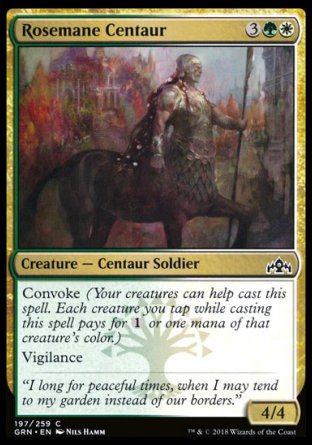 Rosemane Centaur 3
Creature — Centaur Soldier
Convoke (Your creatures can help cast this
spell. Each creature you tap while casting
this spell pays for 1 or one mana of that
creature's color.)
Vigilance
"I long for peaceful times, when I may tend
to my garden instead of our borders."
4/4
197/259 C
GRN • EN Nils Hamm
™ & © 2018 Wizards of the Coast